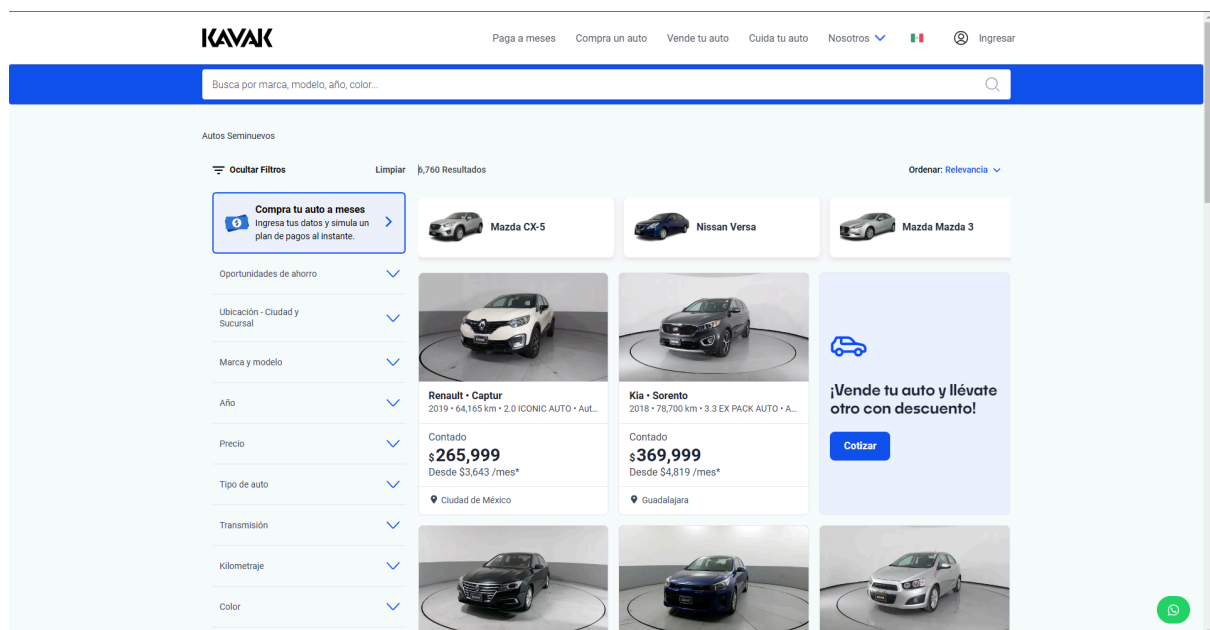 KAVAK
Paga a meses Compra un auto Vende tu auto Cuida tu auto Nosotros Ingresar
Busca por marca, modelo, año, color...
Autos Seminuevos
Ocultar Filtros Limpiar 6,760 Resultados Ordenar: Relevancia
Compra tu auto a meses
Ingresa tus datos y simula un
plan de pagos al instante.
Mazda CX-5 Nissan Versa Mazda Mazda 3
Oportunidades de ahorro
Ubicación - Ciudad y
Sucursal
Marca y modelo
Año
Precio
Tipo de auto
Transmisión
Kilometraje
Color
Renault • Captur
2019 • 64,165 km • 2.0 ICONIC AUTO • Aut...
Contado
$265,999
Desde $3,643 /mes*
Ciudad de México
Kia • Sorento
2018 • 78,700 km • 3.3 EX PACK AUTO • A...
Contado
$369,999
Desde $4,819 /mes*
Guadalajara
¡Vende tu auto y llévate
otro con descuento!
Cotizar